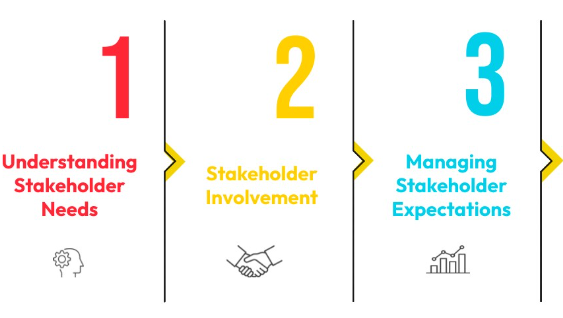 1
Understanding
Stakeholder
Needs
2
Stakeholder
Involvement
3
Managing
Stakeholder
Expectations